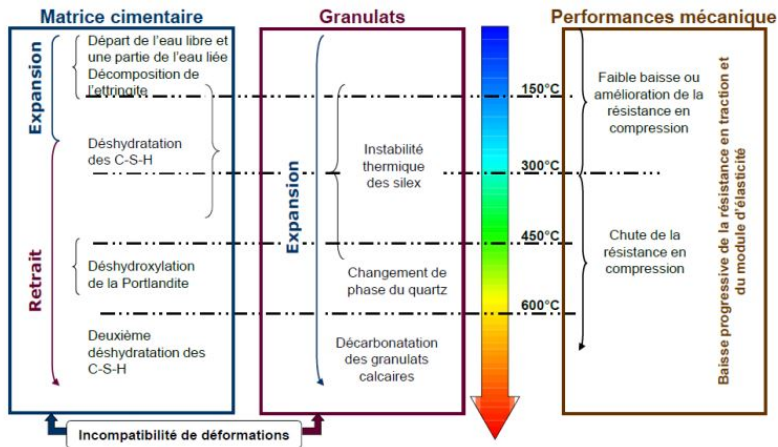 Matrice cimentaire
Expansion
Retrait
Départ de l'eau libre et
une partie de l'eau liée
Décomposition de
l'ettringite
Déshydratation
des C-S-H
Déshydroxylation
de la Portlandite
Deuxième
déshydratation des
C-S-H
Granulats
Expansion
Instabilité
thermique
des silex
Changement de
phase du quartz
Décarbonatation
des granulats
calcaires
150°C
300°C
450°C
600°C
Performances mécanique
Faible baisse ou
amélioration de la
résistance en
compression
Chute de la
résistance en
compression
Baisse progressive de la résistance en traction et
du module d'élasticité
Incompatibilité de déformations